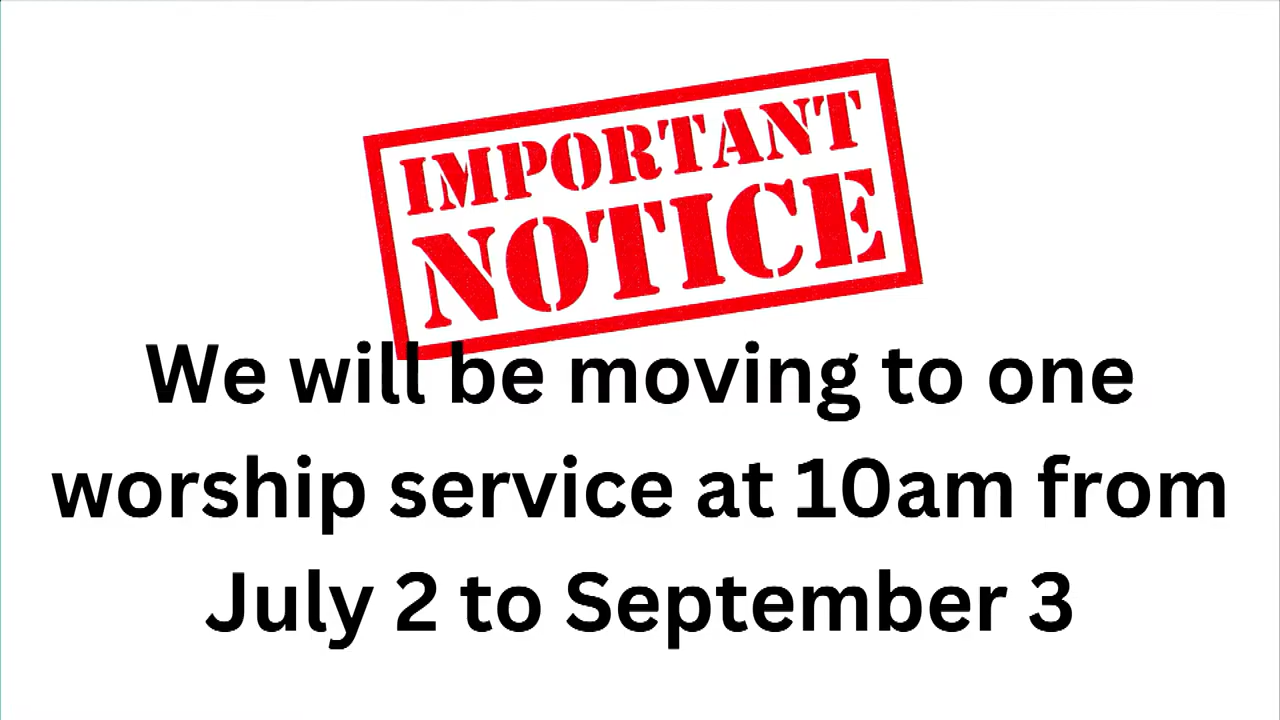 IMPORTANT
NOTICE
We will be moving to one
worship service at 10am from
July 2 to September 3